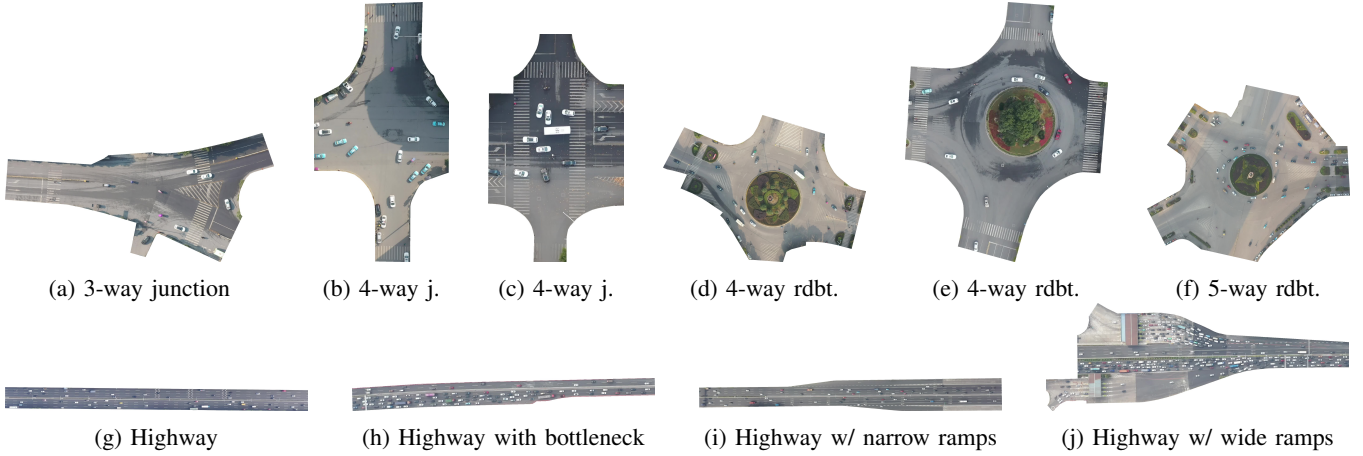 (a) 3-way junction
(b) 4-way j.
(c) 4-way j.
(d) 4-way rdbt.
(e) 4-way rdbt.
(f) 5-way rdbt.
(g) Highway
(h) Highway with bottleneck
(i) Highway w/ narrow ramps
(j) Highway w/ wide ramps